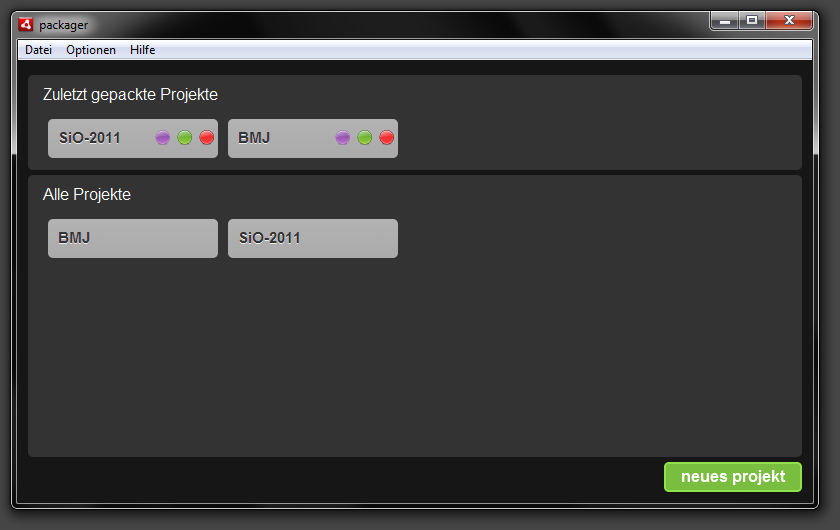 packager
Datei Optionen Hilfe
Zuletzt gepackte Projekte
SiO-2011 BMJ
Alle Projekte
BMJ SiO-2011
neues projekt